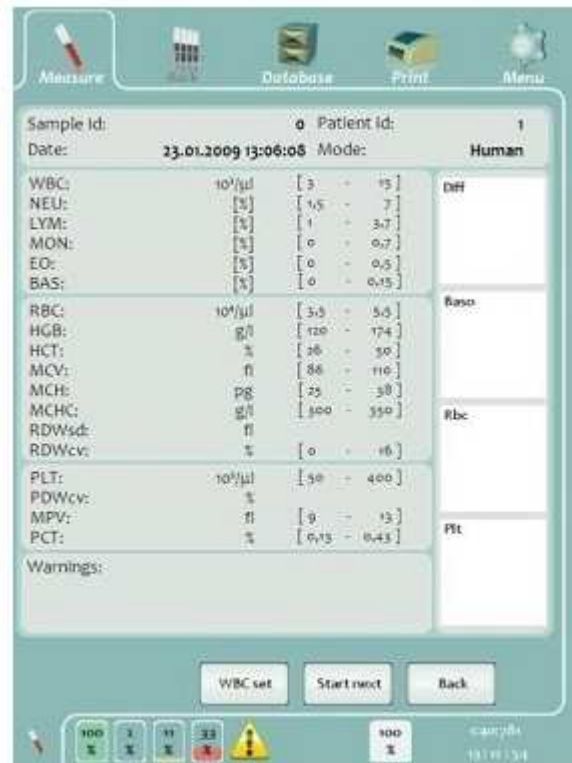 Measure Database Print Menu
Sample Id: 0 Patient Id: 1
Date: 23.01.2009 13:06:08 Mode: Human
WBC: 10³/µl [ 3 - 15 ]
NEU: [%] [ 1,5 - 7 ]
LYM: [%] [ 1 - 3,7 ]
MON: [%] [ 0 - 0,7 ]
EO: [%] [ 0 - 0,5 ]
BAS: [%] [ 0 - 0,15 ]
Diff
RBC: 10⁶/µl [ 3,5 - 5,5 ]
HGB: g/l [ 120 - 174 ]
HCT: % [ 26 - 50 ]
MCV: fl [ 86 - 110 ]
MCH: pg [ 25 - 38 ]
MCHC: g/l [ 300 - 350 ]
RDWsd: fl
RDWcv: % [ 0 - 16 ]
Baso
Rbc
PLT: 10³/µl [ 50 - 400 ]
PDWcv: %
MPV: fl [ 9 - 13 ]
PCT: % [ 0,15 - 0,43 ]
Plt
Warnings:
WBC set Start next Back
100 % % 11 % 33 % 100 %